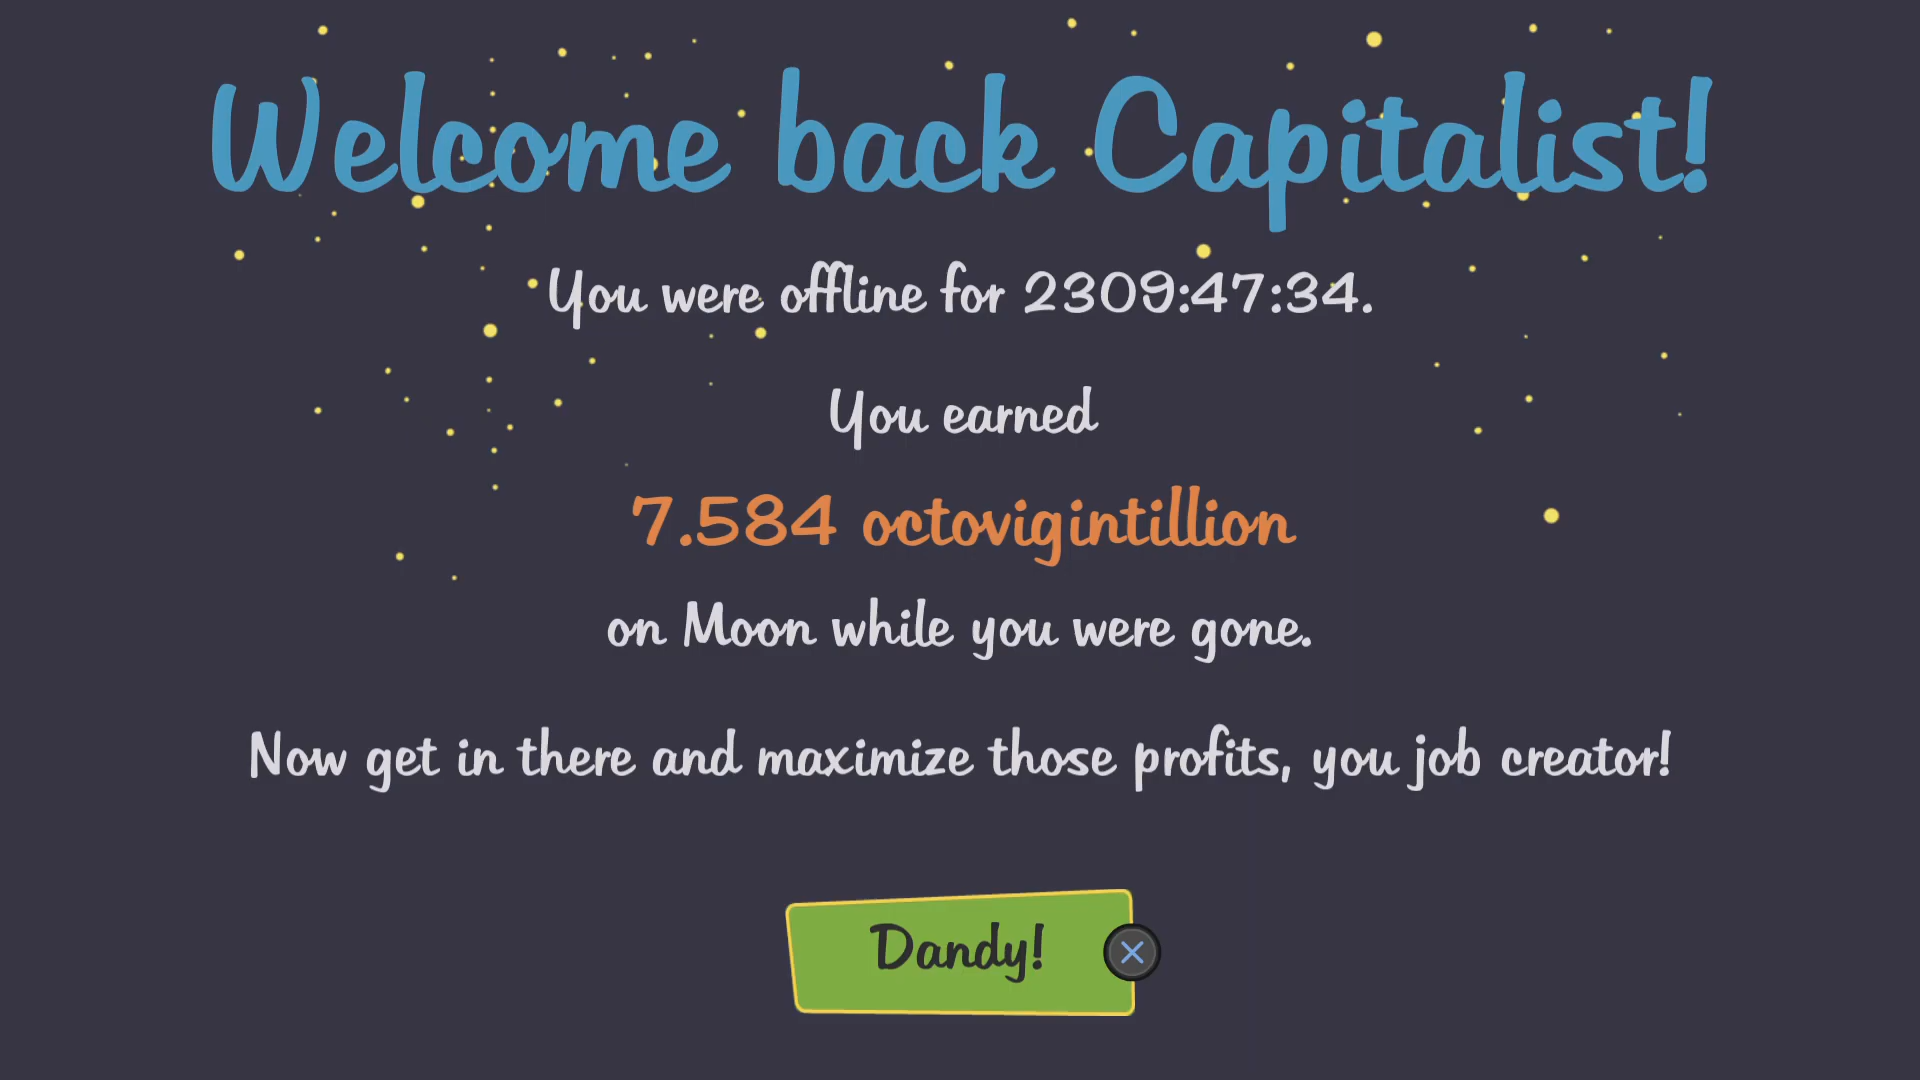 Welcome back Capitalist!
You were offline for 2309:47:34.
You earned
7.584 octovigintillion
on Moon while you were gone.
Now get in there and maximize those profits, you job creator!
Dandy!